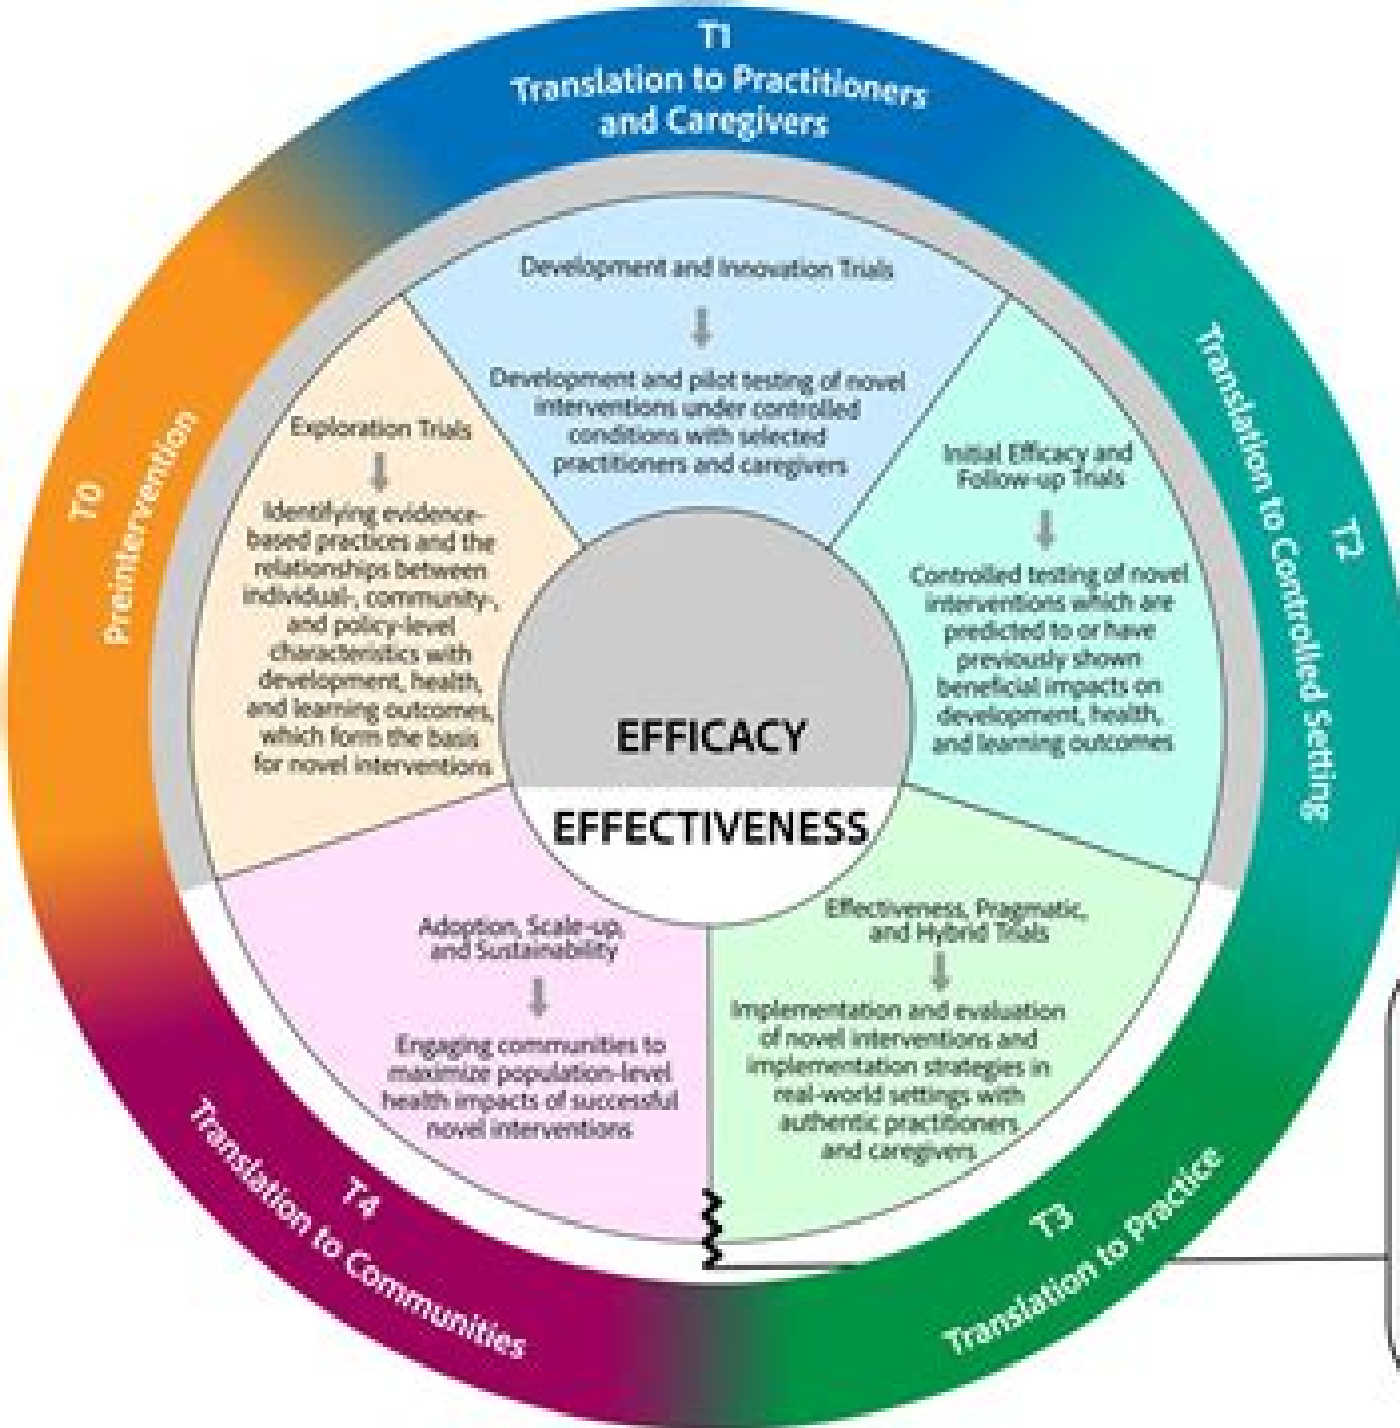 T1
Translation to Practitioners
and Caregivers
Development and Innovation Trials
Development and pilot testing of novel
interventions under controlled
conditions with selected
practitioners and caregivers
T2
Translation to Controlled Setting
Initial Efficacy and
Follow-up Trials
Controlled testing of novel
interventions which are
predicted to or have
previously shown
beneficial impacts on
development, health,
and learning outcomes
T3
Translation to Practice
Effectiveness, Pragmatic,
and Hybrid Trials
Implementation and evaluation
of novel interventions and
implementation strategies in
real-world settings with
authentic practitioners
and caregivers
T4
Translation to Communities
Adoption, Scale-up,
and Sustainability
Engaging communities to
maximize population-level
health impacts of successful
novel interventions
T0
Preintervention
Exploration Trials
Identifying evidence-
based practices and the
relationships between
individual-, community-,
and policy-level
characteristics with
development, health,
and learning outcomes,
which form the basis
for novel interventions
EFFICACY
EFFECTIVENESS